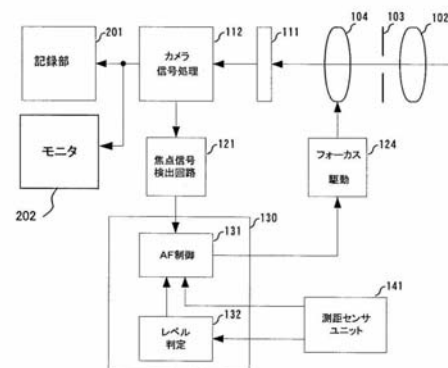 201
112
111
104
103
102
記録部
カメラ
信号処理
モニタ
202
121
焦点信号
検出回路
フォーカス
駆動
124
130
131
AF制御
132
レベル
判定
141
測距センサ
ユニット